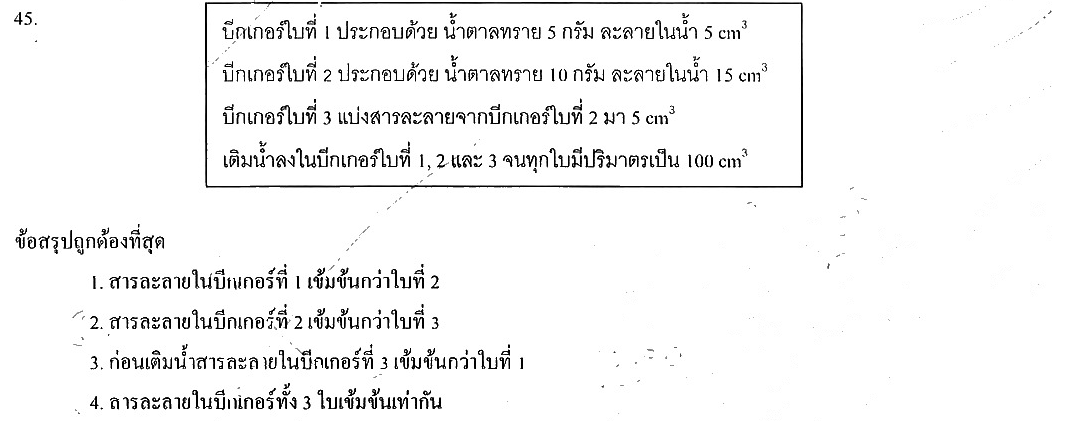 45.
บีกเกอร์ใบที่ 1 ประกอบด้วย น้ำตาลทราย 5 กรัม ละลายในน้ำ 5 cm³
บีกเกอร์ใบที่ 2 ประกอบด้วย น้ำตาลทราย 10 กรัม ละลายในน้ำ 15 cm³
บีกเกอร์ใบที่ 3 แบ่งสารละลายจากบีกเกอร์ใบที่ 2 มา 5 cm³
เติมน้ำลงในบีกเกอร์ใบที่ 1, 2 และ 3 จนทุกใบมีปริมาตรเป็น 100 cm³
ข้อสรุปถูกต้องที่สุด
1. สารละลายในบีกเกอร์ที่ 1 เข้มข้นกว่าใบที่ 2
2. สารละลายในบีกเกอร์ที่ 2 เข้มข้นกว่าใบที่ 3
3. ก่อนเติมน้ำสารละลายในบีกเกอร์ที่ 3 เข้มข้นกว่าใบที่ 1
4. สารละลายในบีกเกอร์ทั้ง 3 ใบเข้มข้นเท่ากัน